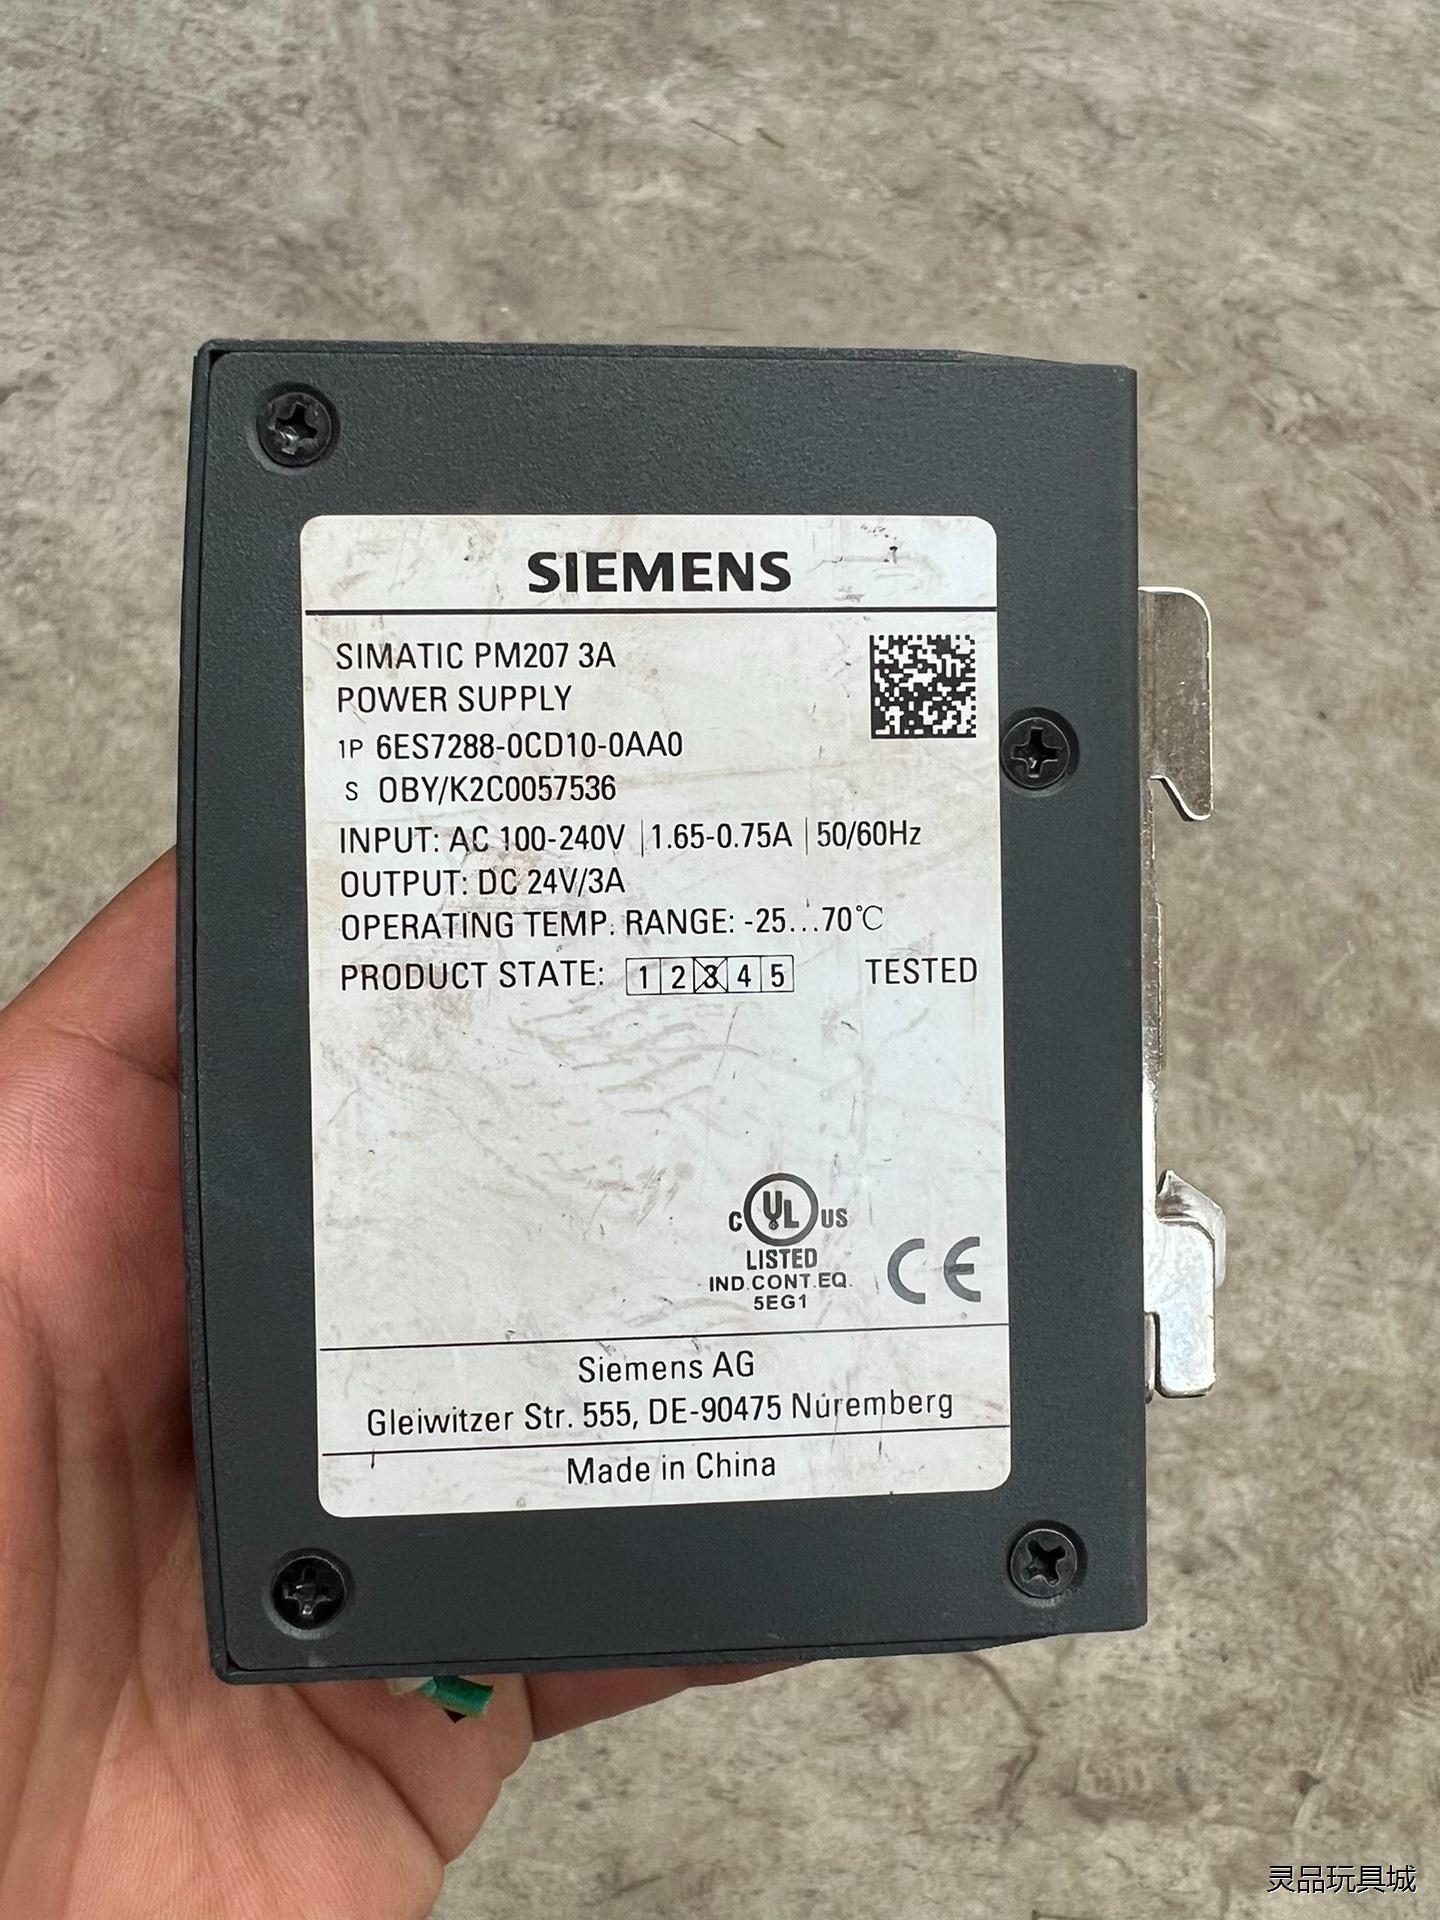 SIEMENS
SIMATIC PM207 3A
POWER SUPPLY
1P 6ES7288-0CD10-0AA0
S OBY/K2C0057536
INPUT: AC 100-240V | 1.65-0.75A | 50/60Hz
OUTPUT: DC 24V/3A
OPERATING TEMP. RANGE: -25...70℃
PRODUCT STATE: 1 2 3 4 5 TESTED
C UL US
LISTED
IND.CONT.EQ.
5EG1
CE
Siemens AG
Gleiwitzer Str. 555, DE-90475 Nuremberg
Made in China
灵品玩具城